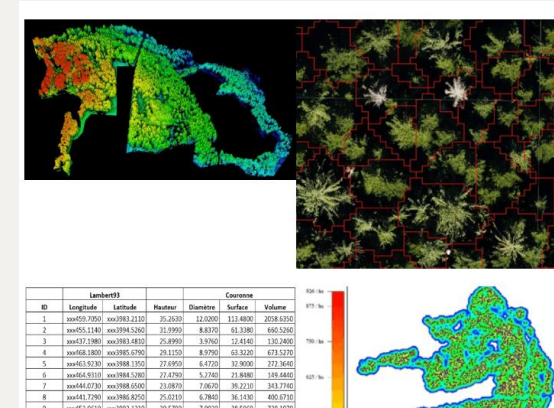 Lambert93 Couronne
ID Longitude Latitude Hauteur Diamètre Surface Volume
1 xxx459.7050 xxx3983.2110 35.2630 12.0200 113.4800 2058.6350
2 xxx455.1140 xxx3994.5260 31.9990 8.8370 61.3380 660.5260
3 xxx437.1980 xxx3983.4810 25.8990 3.9760 12.4140 130.2400
4 xxx468.1800 xxx3985.6790 29.1150 8.9790 63.3220 673.5270
5 xxx463.9230 xxx3988.1350 27.6950 6.4720 32.9000 272.3640
6 xxx464.9310 xxx3984.5280 27.4790 5.2740 21.8480 149.4440
7 xxx444.0730 xxx3988.6500 23.0870 7.0670 39.2210 343.7740
8 xxx441.7290 xxx3986.8250 25.0210 6.7840 36.1430 400.6710